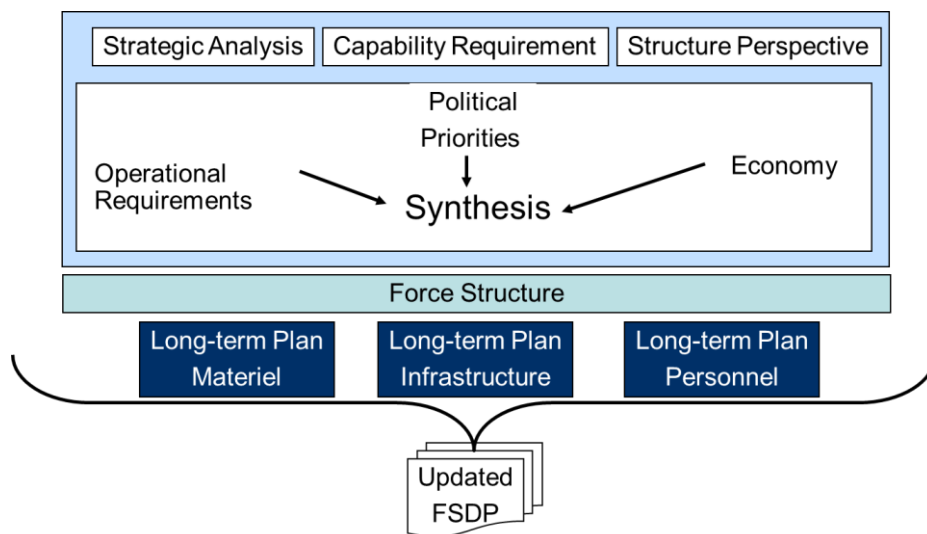 Strategic Analysis
Capability Requirement
Structure Perspective
Political
Priorities
Operational
Requirements
Economy
Synthesis
Force Structure
Long-term Plan
Materiel
Long-term Plan
Infrastructure
Long-term Plan
Personnel
Updated
FSDP